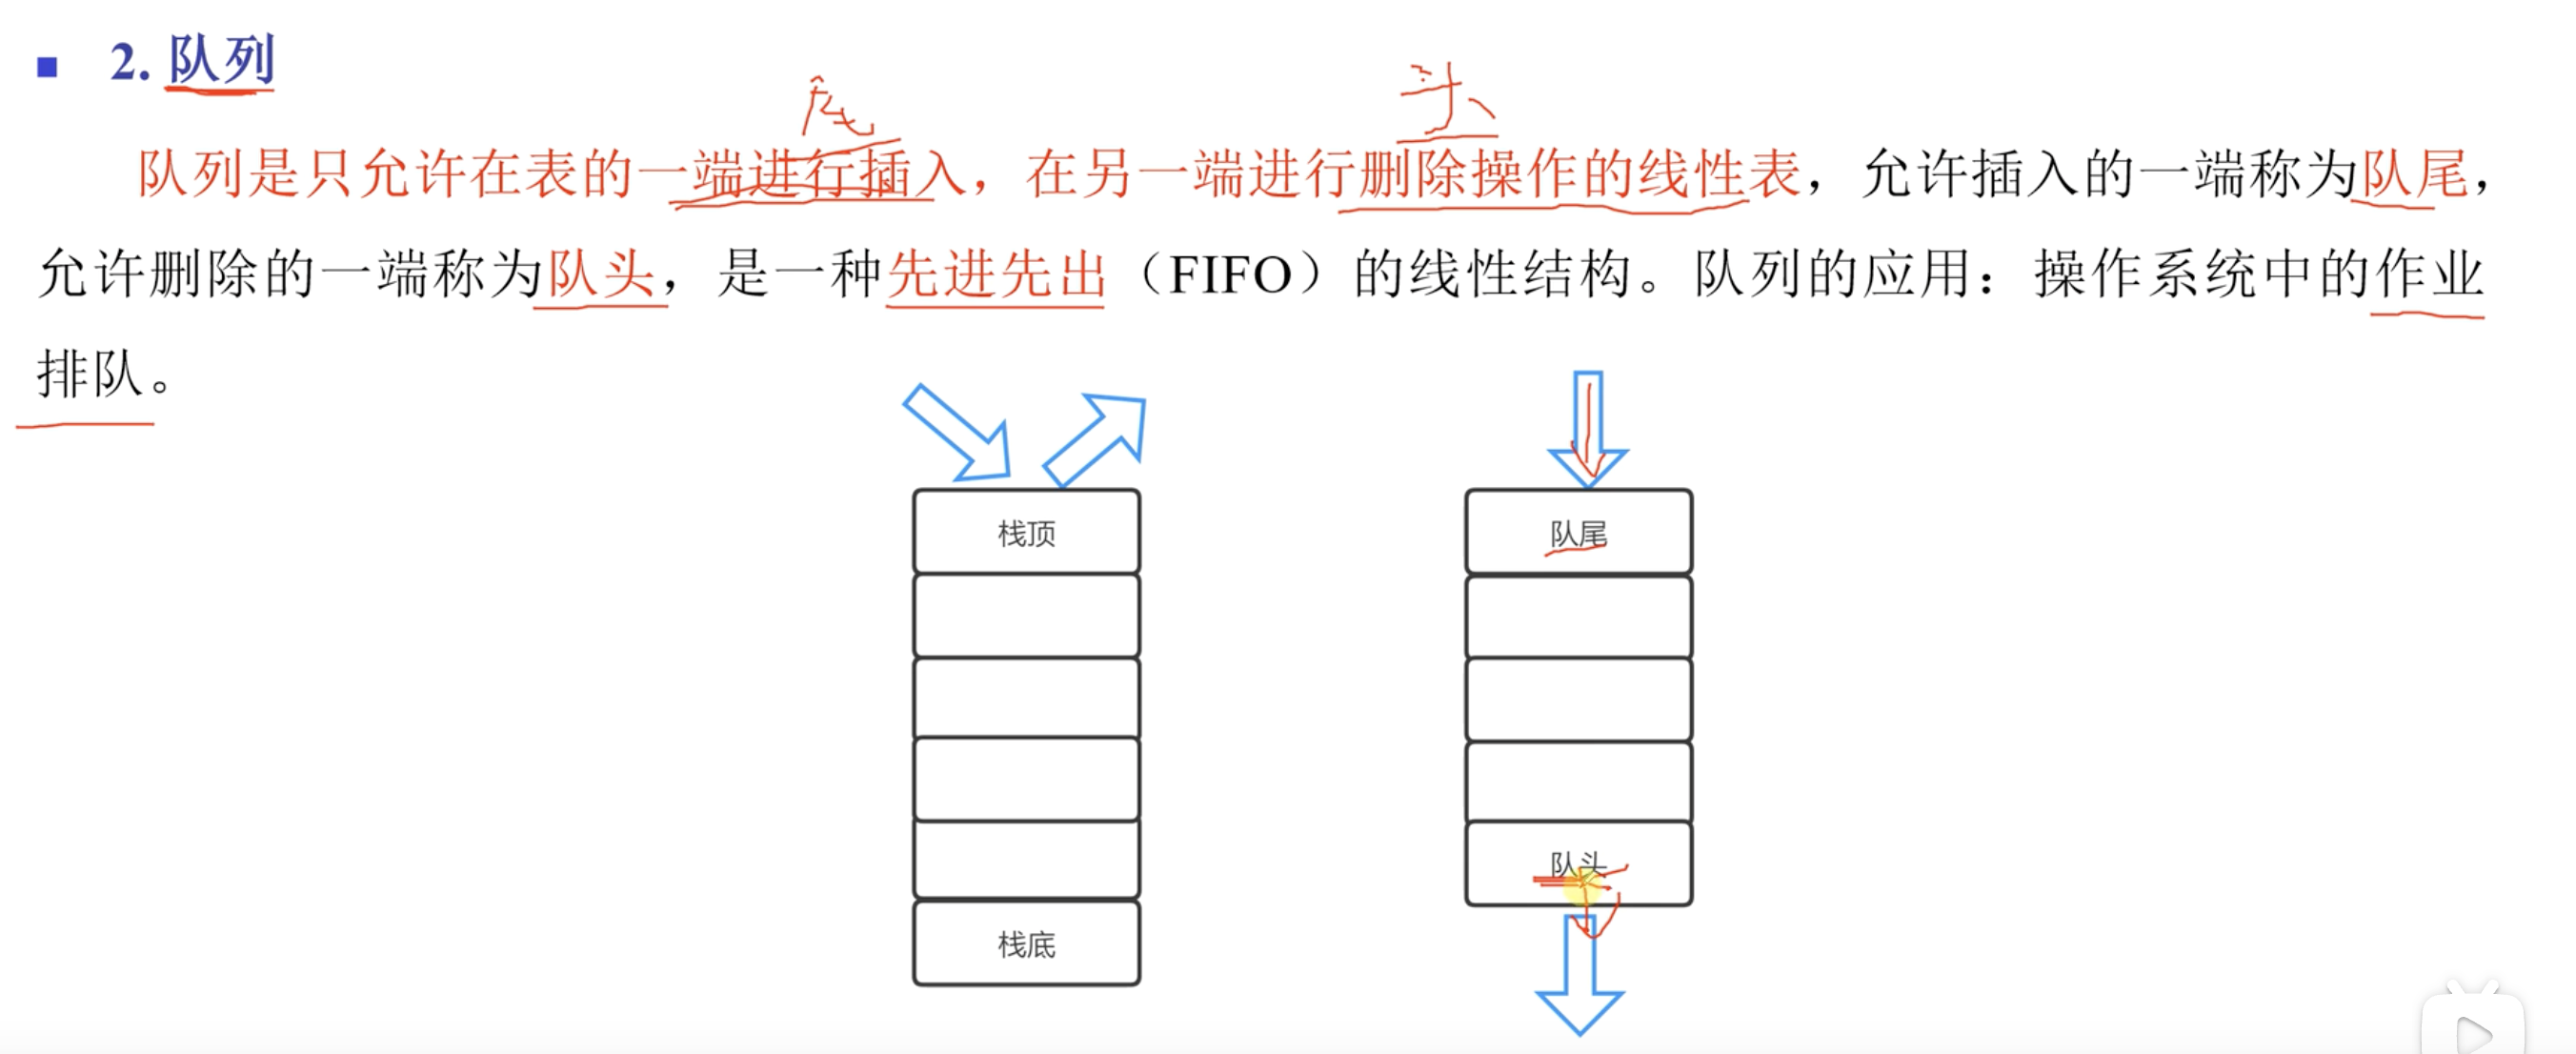 2. 队列
尾
头
队列是只允许在表的一端进行插入，在另一端进行删除操作的线性表，允许插入的一端称为队尾，
允许删除的一端称为队头，是一种先进先出（FIFO）的线性结构。队列的应用：操作系统中的作业
排队。
栈顶
队尾
队头
栈底